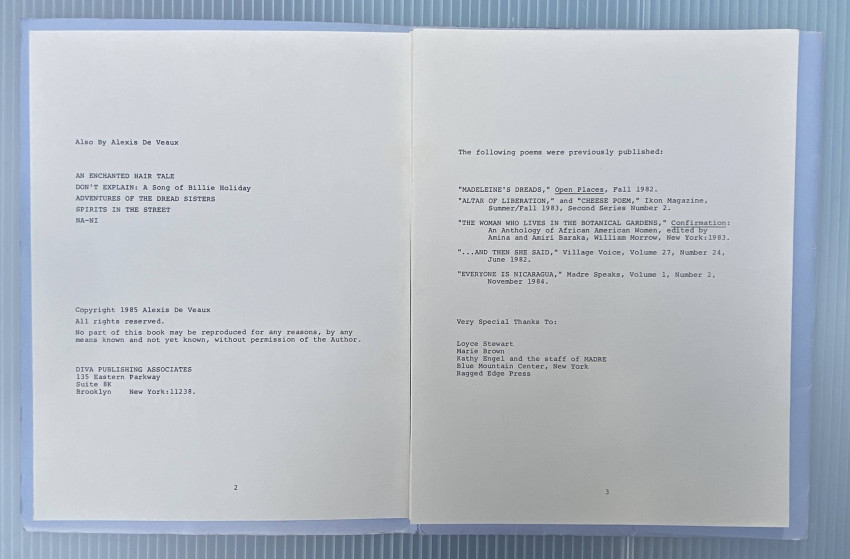 Also By Alexis De Veaux
AN ENCHANTED HAIR TALE
DON'T EXPLAIN: A Song of Billie Holiday
ADVENTURES OF THE DREAD SISTERS
SPIRITS IN THE STREET
NA-NI
Copyright 1985 Alexis De Veaux
All rights reserved.
No part of this book may be reproduced for any reasons, by any
means known and not yet known, without permission of the Author.
DIVA PUBLISHING ASSOCIATES
135 Eastern Parkway
Suite 8K
Brooklyn New York:11238.
2
The following poems were previously published:
"MADELEINE'S DREADS," Open Places, Fall 1982.
"ALTAR OF LIBERATION," and "CHEESE POEM," Ikon Magazine,
Summer/Fall 1983, Second Series Number 2.
"THE WOMAN WHO LIVES IN THE BOTANICAL GARDENS," Confirmation:
An Anthology of African American Women, edited by
Amina and Amiri Baraka, William Morrow, New York:1983.
"...AND THEN SHE SAID," Village Voice, Volume 27, Number 24,
June 1982.
"EVERYONE IS NICARAGUA," Madre Speaks, Volume 1, Number 2,
November 1984.
Very Special Thanks To:
Loyce Stewart
Marie Brown
Kathy Engel and the staff of MADRE
Blue Mountain Center, New York
Ragged Edge Press
3